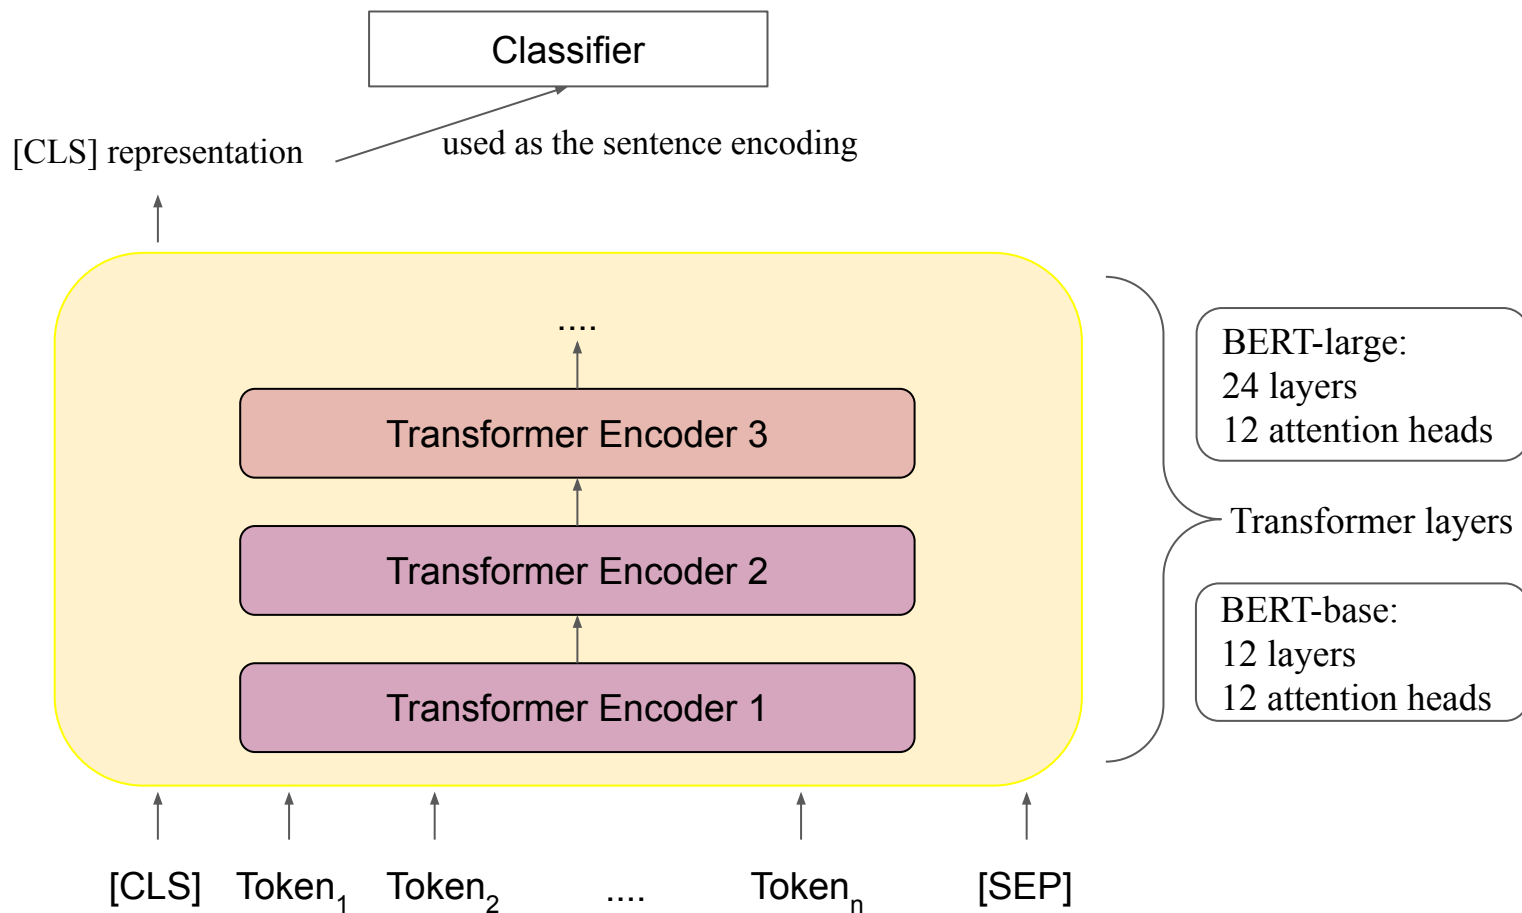 Classifier
[CLS] representation
used as the sentence encoding
....
Transformer Encoder 3
Transformer Encoder 2
Transformer Encoder 1
BERT-large:
24 layers
12 attention heads
Transformer layers
BERT-base:
12 layers
12 attention heads
[CLS] Token1 Token2 .... Tokenn [SEP]